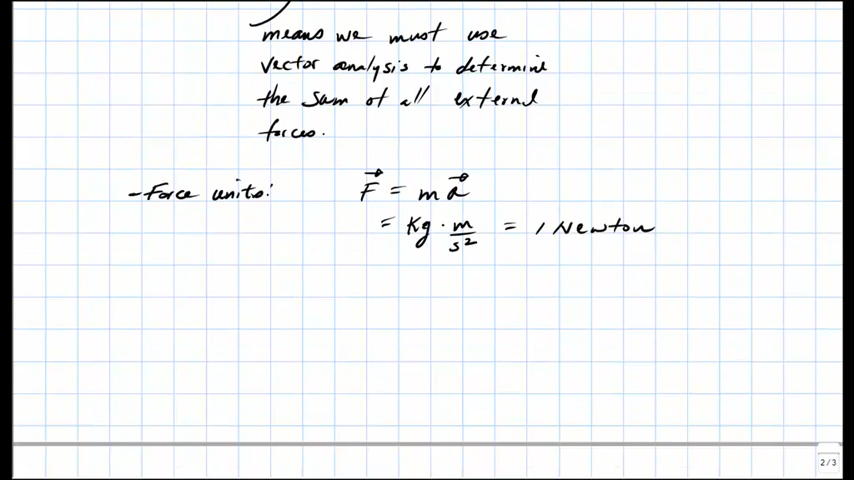 means we must use
vector analysis to determine
the sum of all external
forces.
- Force units: F⃗ = m a⃗
= Kg · m/s² = 1 Newton
2/3